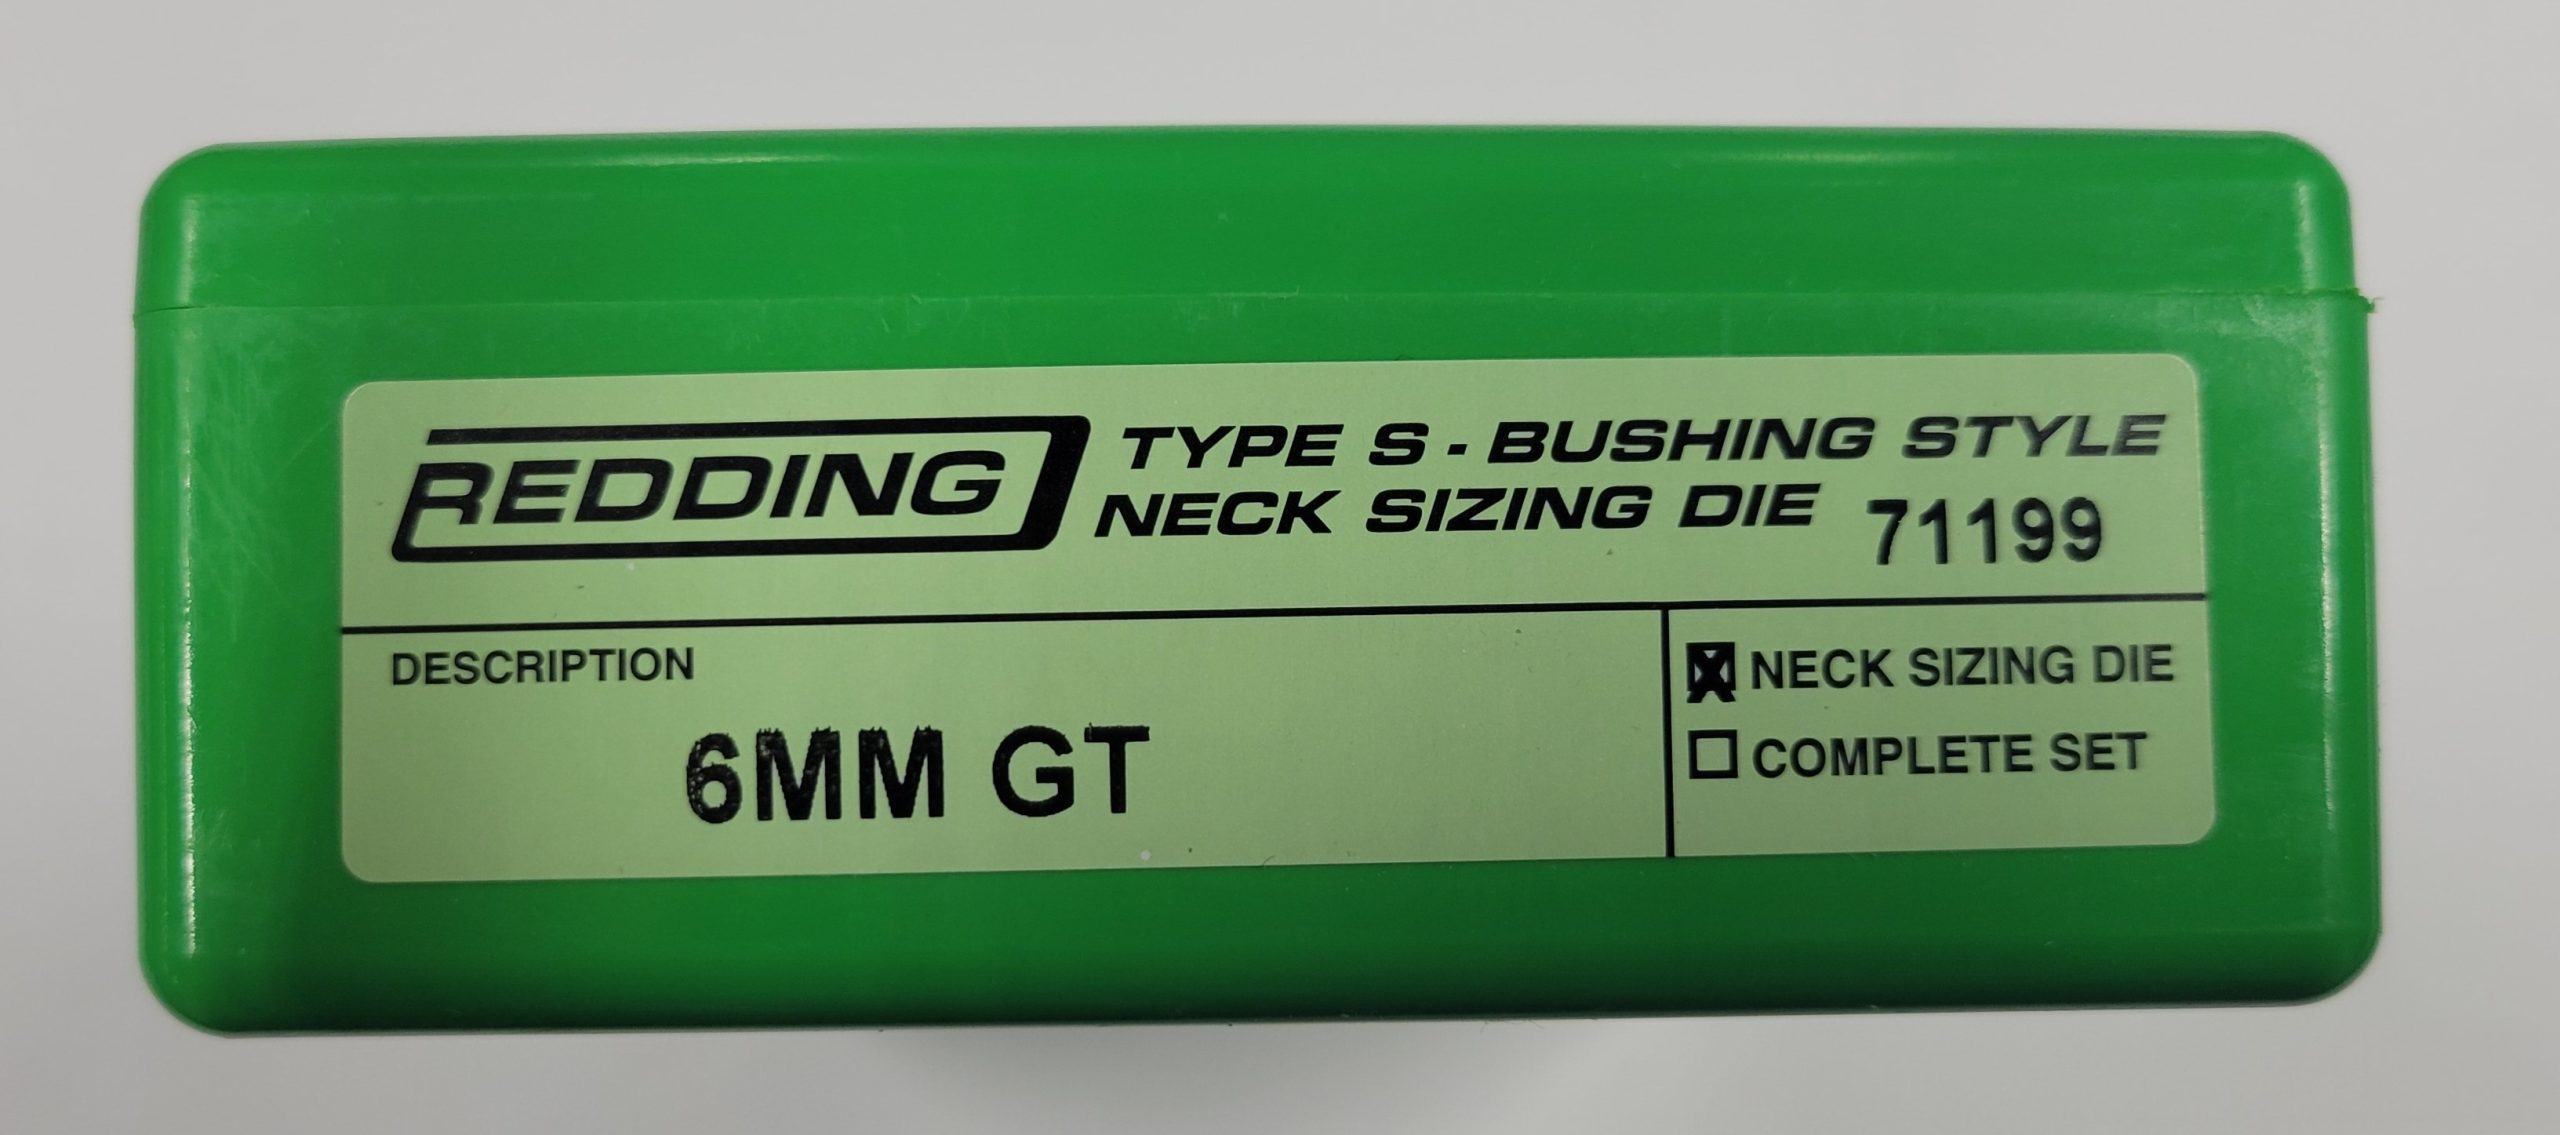 REDDING
TYPE S - BUSHING STYLE
NECK SIZING DIE 71199
DESCRIPTION
6MM GT
NECK SIZING DIE
COMPLETE SET